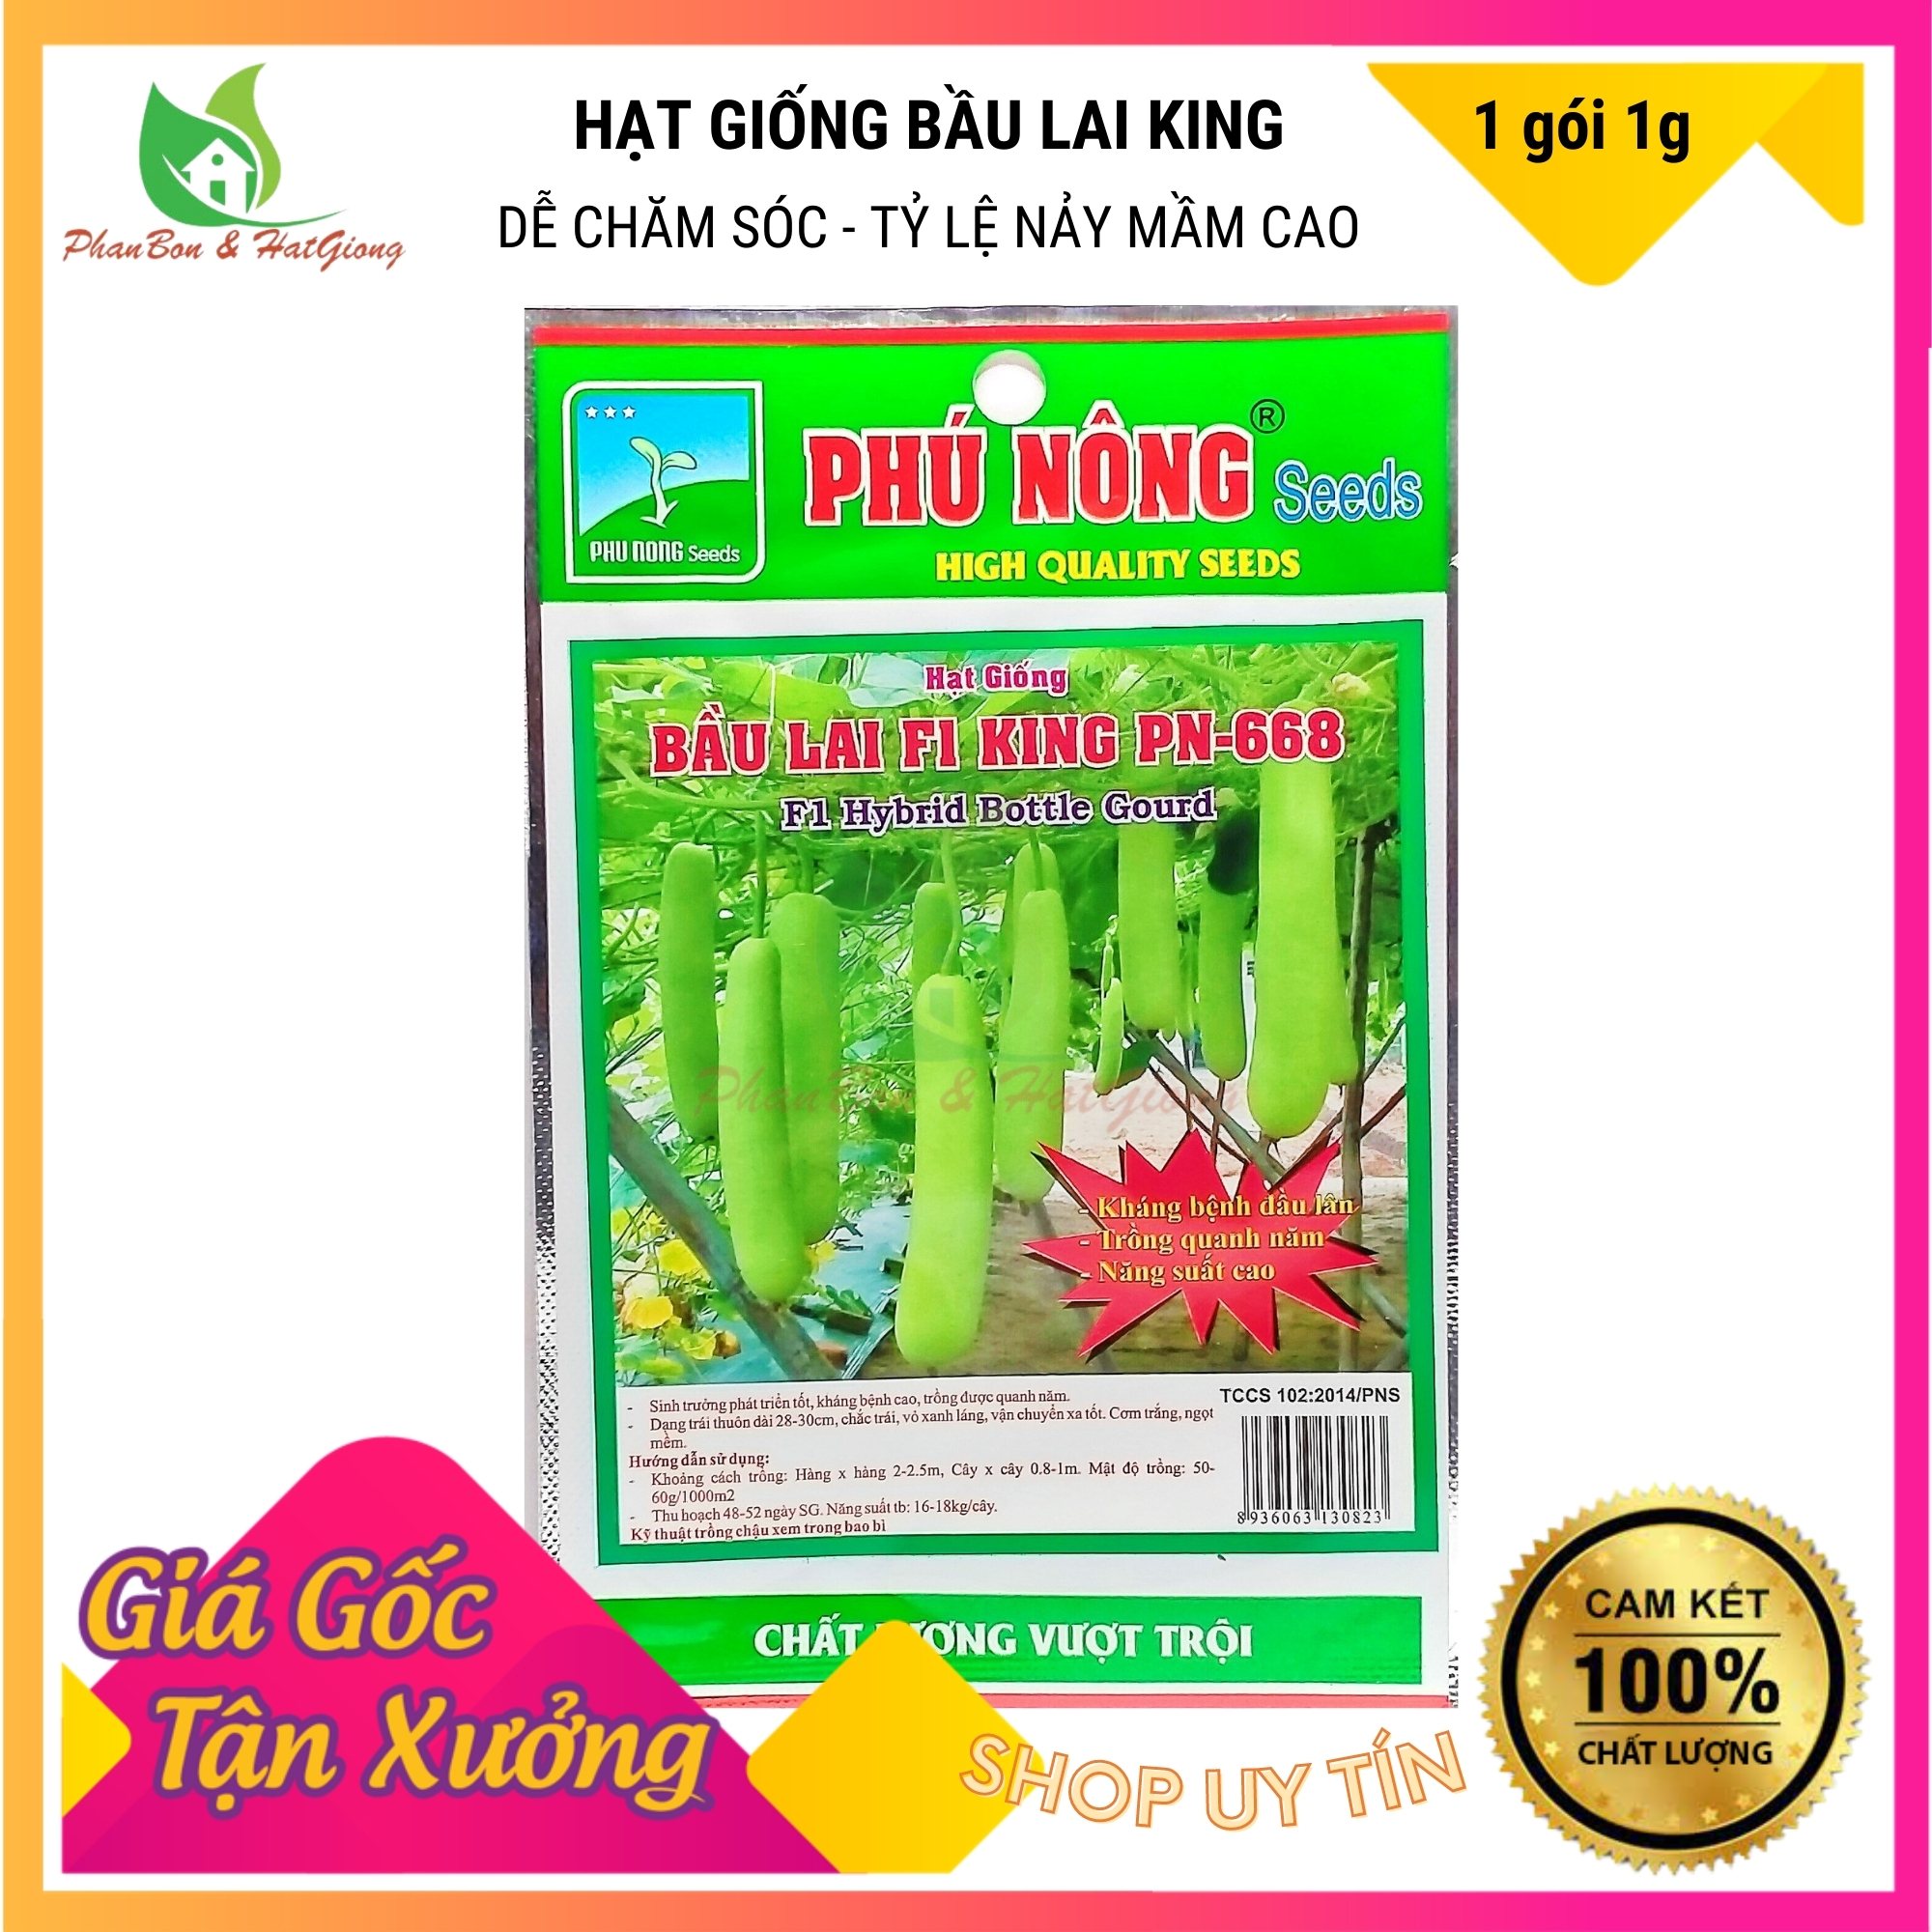 HẠT GIỐNG BẦU LAI KING
1 gói 1g
DỄ CHĂM SÓC - TỶ LỆ NẢY MẦM CAO
PhanBon & HatGiong
PHÚ NÔNG® Seeds
HIGH QUALITY SEEDS
PHU NONG Seeds
Hạt Giống
BẦU LAI F1 KING PN-668
F1 Hybrid Bottle Gourd
PhanBon & HatGiong
- Kháng bệnh đầu lân
- Trồng quanh năm
- Năng suất cao
- Sinh trưởng phát triển tốt, kháng bệnh cao, trồng được quanh năm.
- Dạng trái thuôn dài 28-30cm, chắc trái, vỏ xanh láng, vận chuyển xa tốt. Cơm trắng, ngọt
mềm.
Hướng dẫn sử dụng:
- Khoảng cách trồng: Hàng x hàng 2-2.5m, Cây x cây 0.8-1m. Mật độ trồng: 50-
60g/1000m2
- Thu hoạch 48-52 ngày SG. Năng suất tb: 16-18kg/cây.
Kỹ thuật trồng chậu xem trong bao bì
TCCS 102:2014/PNS
8 936063 130823
CHẤT ƯỢNG VƯỢT TRỘI
Giá Gốc
Tận Xưởng
SHOP UY TÍN
CAM KẾT
100%
CHẤT LƯỢNG